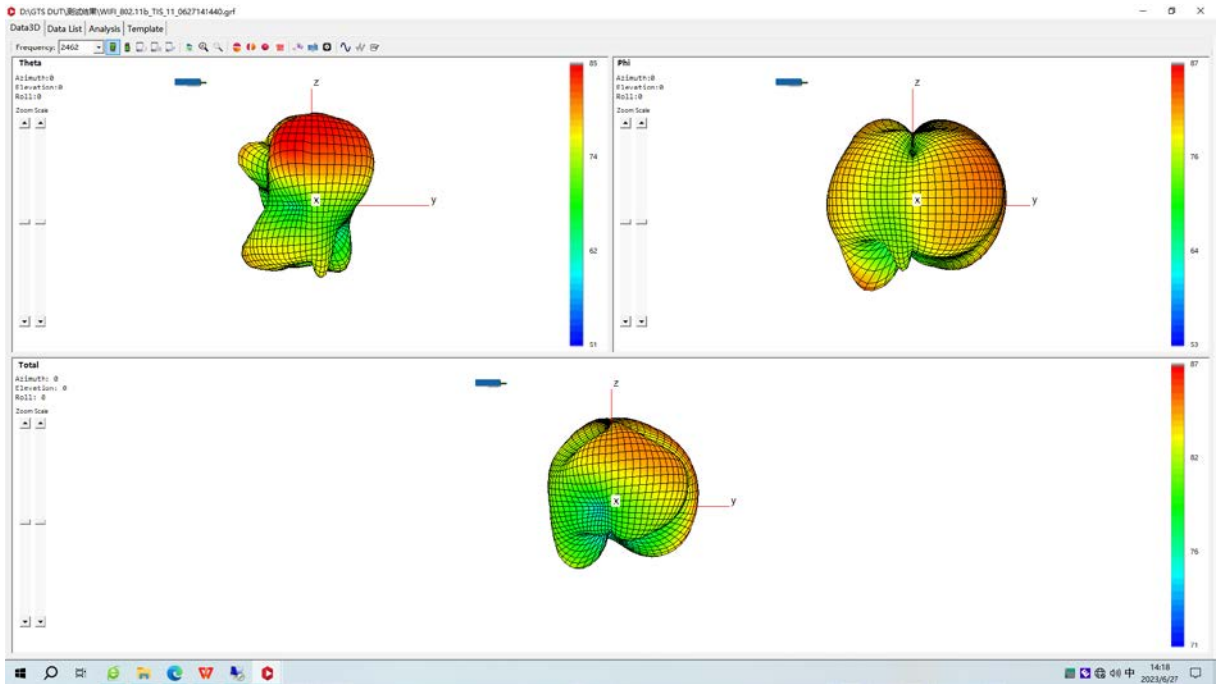 D:\GTS DUT\测试结果\WIFI_802.11b_TIS_11_0627141440.grf
Data3D Data List Analysis Template
Frequency: 2462
Theta
Azimuth:0
Elevation:0
Roll:0
Zoom Scale
z
y
x
85
74
62
51
Phi
Azimuth:0
Elevation:0
Roll:0
Zoom Scale
z
y
x
87
76
64
53
Total
Azimuth: 0
Elevation: 0
Roll: 0
Zoom Scale
z
y
x
87
82
76
71
中
14:18
2023/6/27